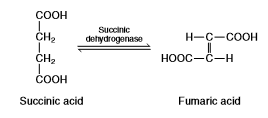 COOH
CH2
CH2
COOH
Succinic acid
Succinic
dehydrogenase
H–C–COOH
HOOC–C–H
Fumaric acid